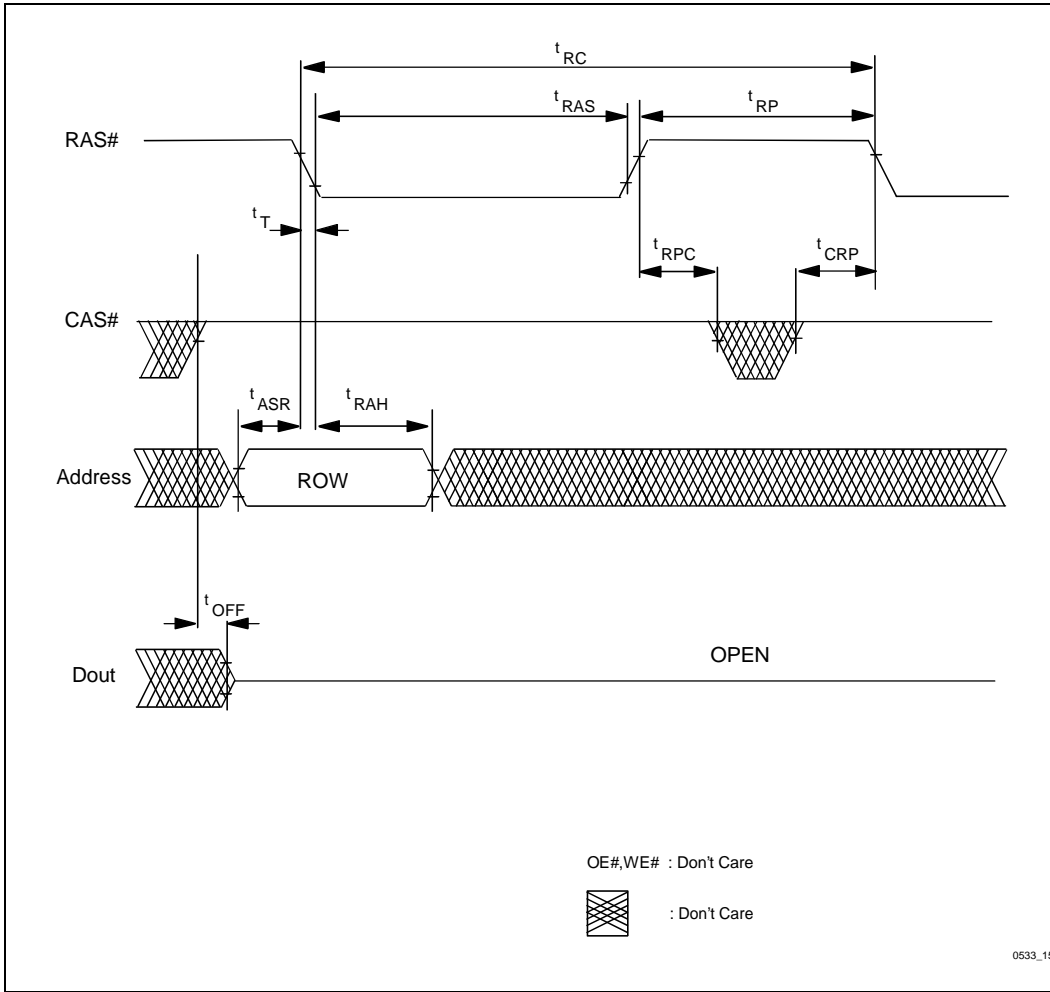 tRC
tRAS
tRP
RAS#
tT
tRPC
tCRP
CAS#
tASR
tRAH
Address
ROW
tOFF
Dout
OPEN
OE#,WE# : Don't Care
: Don't Care
0533_15